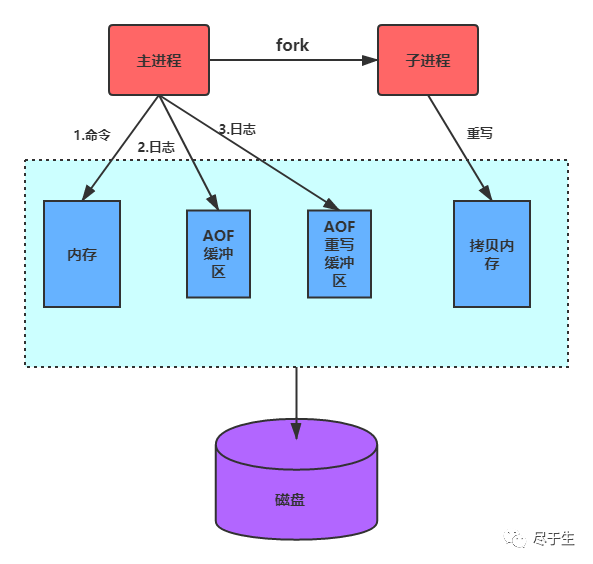 主进程
fork
子进程
1.命令
2.日志
3.日志
重写
内存
AOF
缓冲
区
AOF
重写
缓冲
区
拷贝内
存
磁盘
尽于生